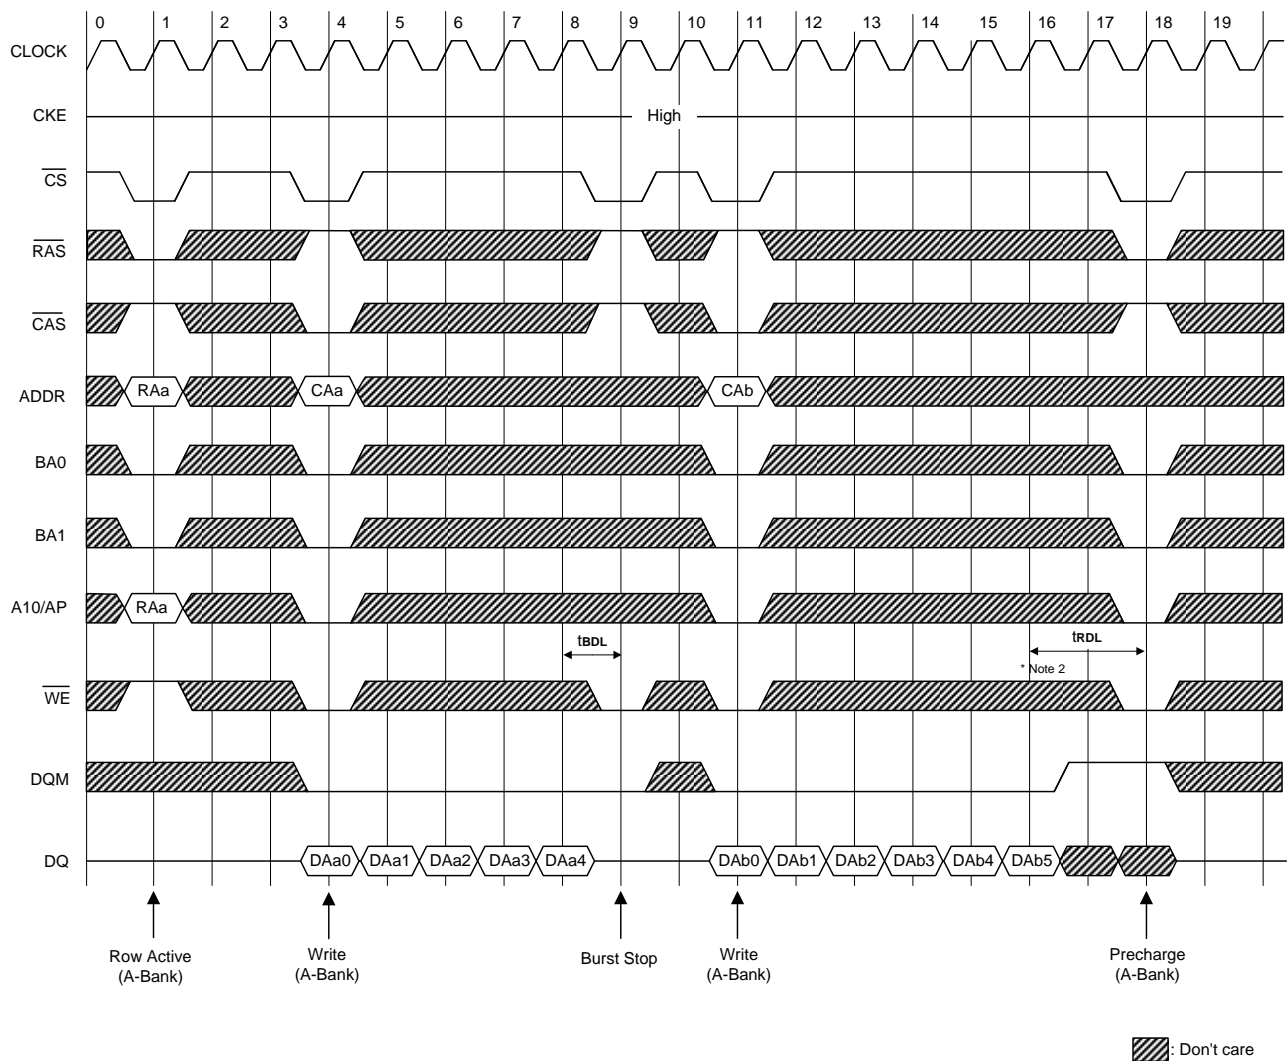 0 1 2 3 4 5 6 7 8 9 10 11 12 13 14 15 16 17 18 19
CLOCK
CKE High
CS
RAS
CAS
ADDR RAa CAa CAb
BA0
BA1
A10/AP RAa
tBDL tRDL
* Note 2
WE
DQM
DQ DAa0 DAa1 DAa2 DAa3 DAa4 DAb0 DAb1 DAb2 DAb3 DAb4 DAb5
Row Active Write Burst Stop Write Precharge
(A-Bank) (A-Bank) (A-Bank) (A-Bank)
: Don't care